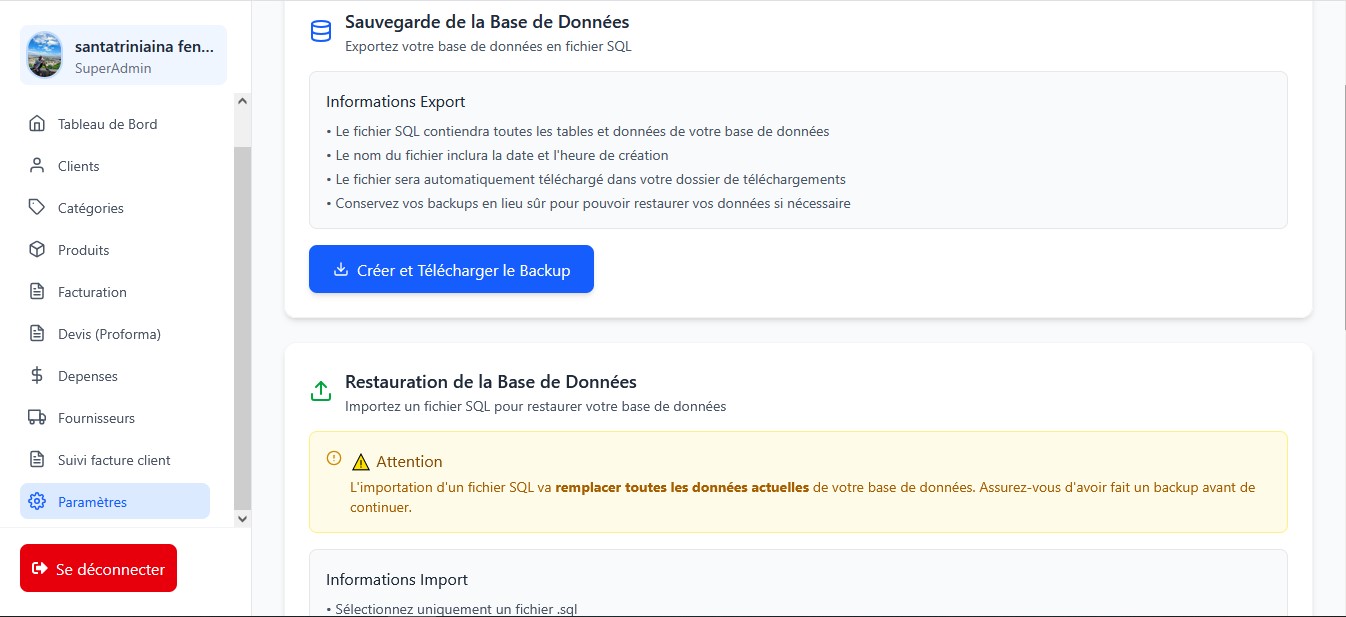 santatriniaina fen...
SuperAdmin
Tableau de Bord
Clients
Catégories
Produits
Facturation
Devis (Proforma)
Depenses
Fournisseurs
Suivi facture client
Paramètres
Se déconnecter
Sauvegarde de la Base de Données
Exportez votre base de données en fichier SQL
Informations Export
• Le fichier SQL contiendra toutes les tables et données de votre base de données
• Le nom du fichier inclura la date et l'heure de création
• Le fichier sera automatiquement téléchargé dans votre dossier de téléchargements
• Conservez vos backups en lieu sûr pour pouvoir restaurer vos données si nécessaire
Créer et Télécharger le Backup
Restauration de la Base de Données
Importez un fichier SQL pour restaurer votre base de données
⚠ Attention
L'importation d'un fichier SQL va remplacer toutes les données actuelles de votre base de données. Assurez-vous d'avoir fait un backup avant de
continuer.
Informations Import
• Sélectionnez uniquement un fichier .sql